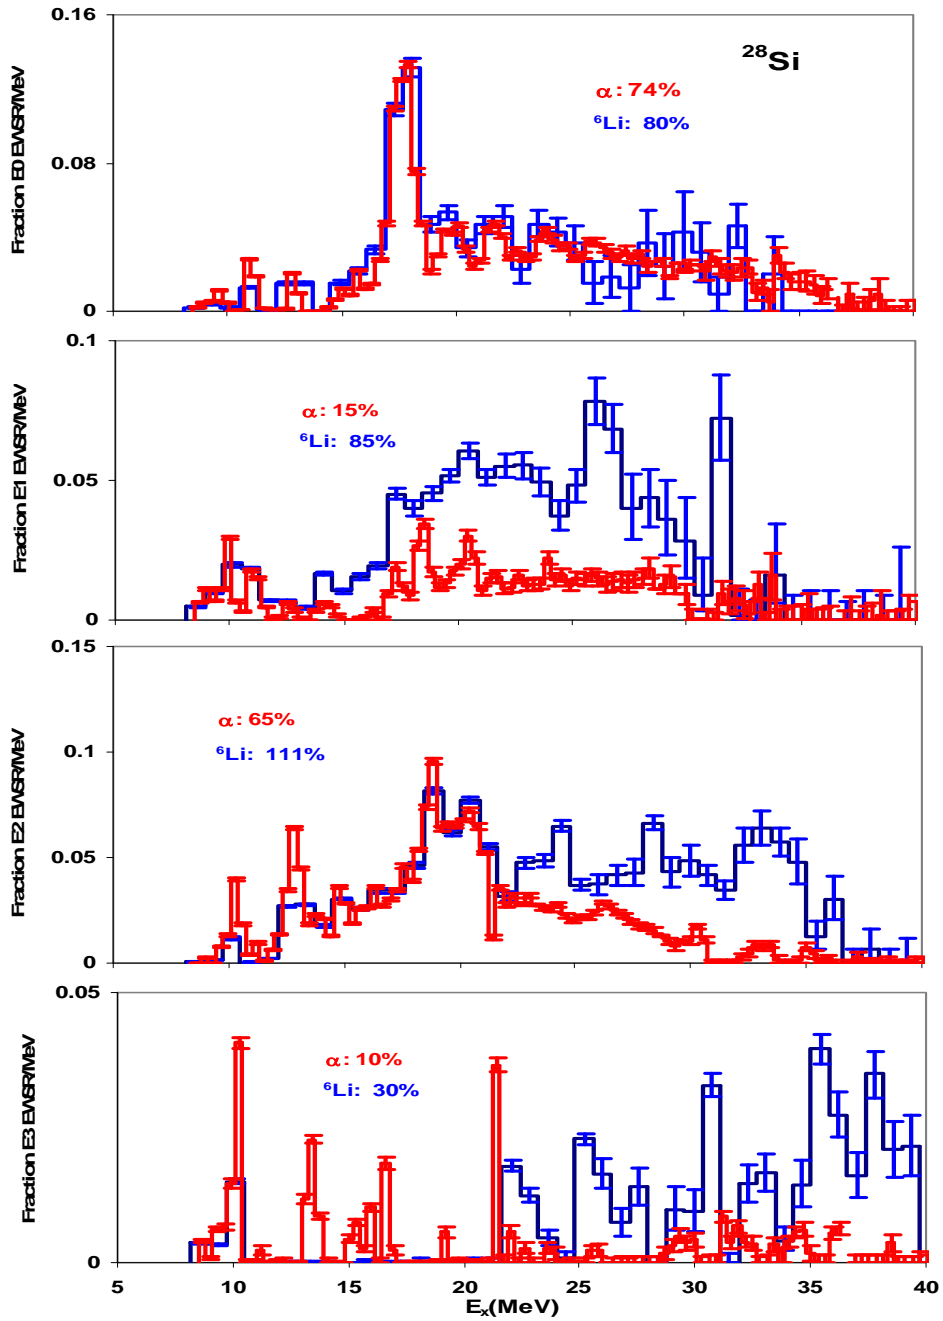 0.16
²⁸Si
α: 74%
⁶Li: 80%
0.08
0
Fraction E0 EWSR/MeV
0.1
α: 15%
⁶Li: 85%
0.05
0
Fraction E1 EWSR/MeV
0.15
α: 65%
⁶Li: 111%
0.1
0.05
0
Fraction E2 EWSR/MeV
0.05
α: 10%
⁶Li: 30%
0
Fraction E3 EWSR/MeV
5 10 15 20 25 30 35 40
Eₓ(MeV)